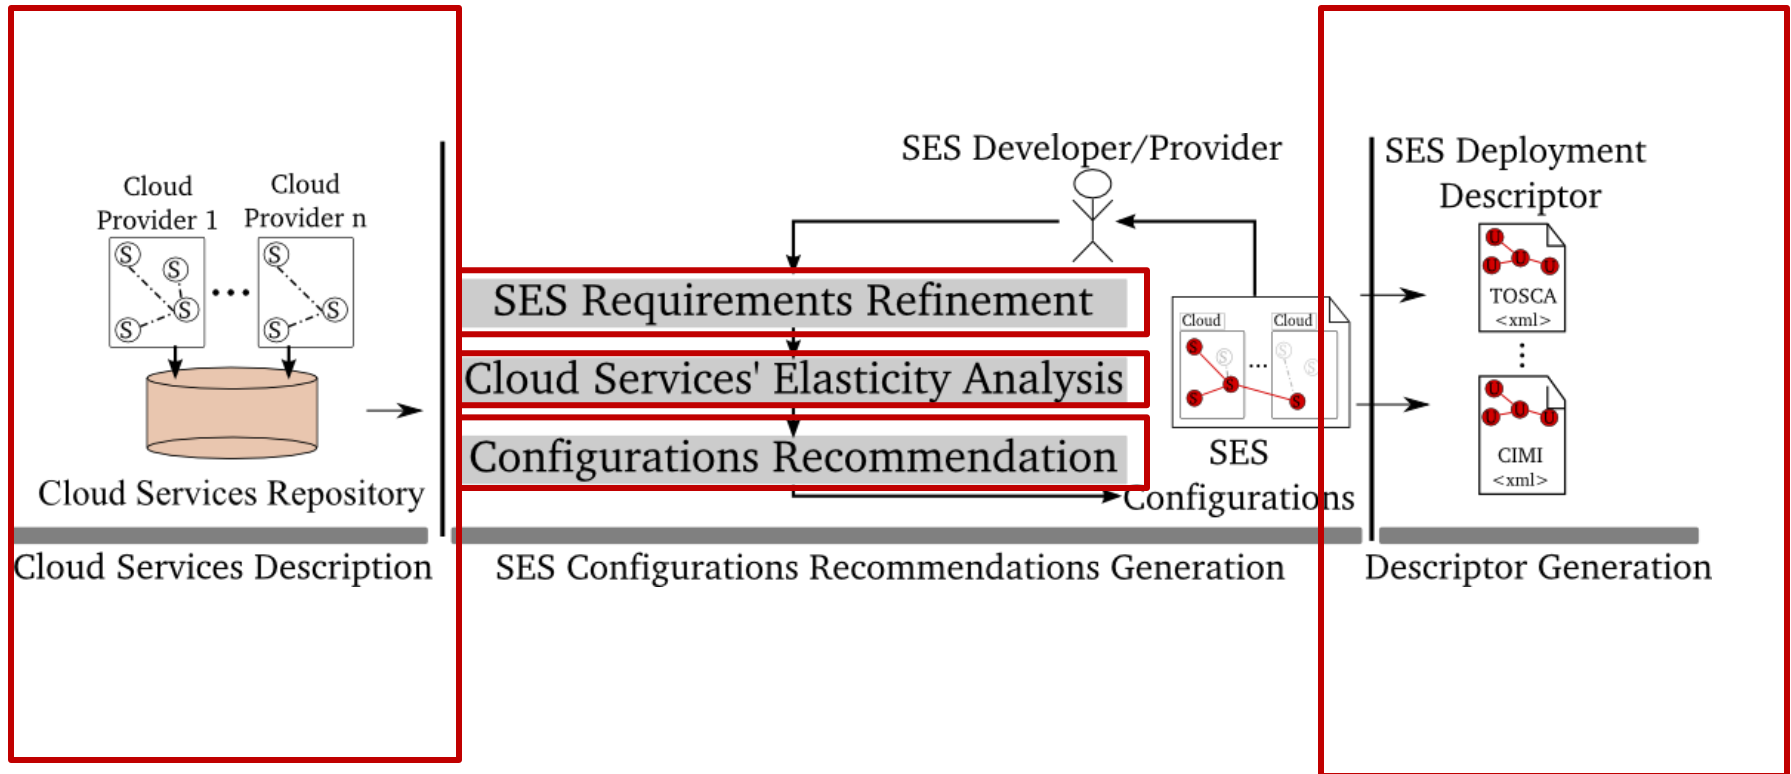 Cloud
Provider 1
Cloud
Provider n
S
S
S
S
...
S
S
S
Cloud Services Repository
Cloud Services Description
SES Developer/Provider
SES Requirements Refinement
Cloud Services' Elasticity Analysis
Configurations Recommendation
Cloud
Cloud
S
S
S
S
...
S
S
S
SES
Configurations
SES Configurations Recommendations Generation
SES Deployment
Descriptor
U
U
U
U
TOSCA
<xml>
U
U
U
U
CIMI
<xml>
Descriptor Generation